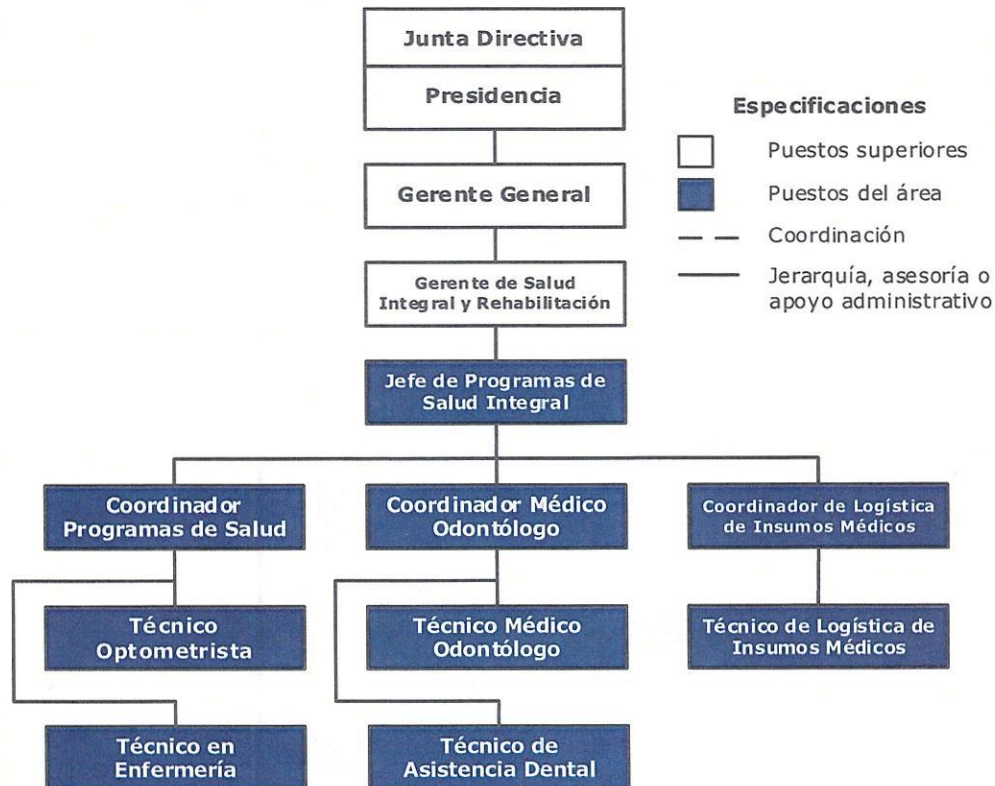 Junta Directiva
Presidencia
Especificaciones
Puestos superiores
Puestos del área
Coordinación
Jerarquía, asesoría o
apoyo administrativo
Gerente General
Gerente de Salud
Integral y Rehabilitación
Jefe de Programas de
Salud Integral
Coordinador
Programas de Salud
Coordinador Médico
Odontólogo
Coordinador de Logística
de Insumos Médicos
Técnico
Optometrista
Técnico Médico
Odontólogo
Técnico de Logística de
Insumos Médicos
Técnico en
Enfermería
Técnico de
Asistencia Dental